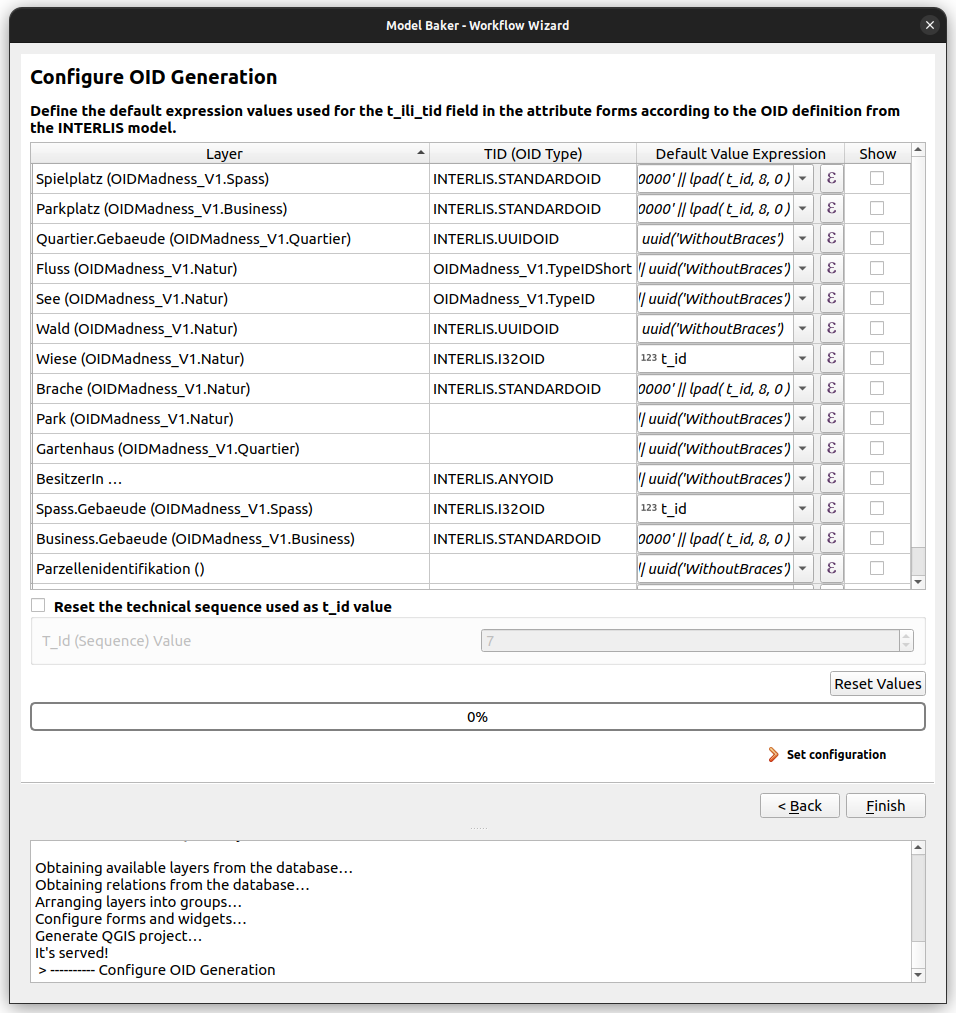 Model Baker - Workflow Wizard
Configure OID Generation
Define the default expression values used for the t_ili_tid field in the attribute forms according to the OID definition from
the INTERLIS model.
Layer TID (OID Type) Default Value Expression Show
Spielplatz (OIDMadness_V1.Spass) INTERLIS.STANDARDOID 0000' || lpad( t_id, 8, 0 ) ε
Parkplatz (OIDMadness_V1.Business) INTERLIS.STANDARDOID 0000' || lpad( t_id, 8, 0 ) ε
Quartier.Gebaeude (OIDMadness_V1.Quartier) INTERLIS.UUIDOID uuid('WithoutBraces') ε
Fluss (OIDMadness_V1.Natur) OIDMadness_V1.TypeIDShort || uuid('WithoutBraces') ε
See (OIDMadness_V1.Natur) OIDMadness_V1.TypeID || uuid('WithoutBraces') ε
Wald (OIDMadness_V1.Natur) INTERLIS.UUIDOID uuid('WithoutBraces') ε
Wiese (OIDMadness_V1.Natur) INTERLIS.I32OID 123 t_id ε
Brache (OIDMadness_V1.Natur) INTERLIS.STANDARDOID 0000' || lpad( t_id, 8, 0 ) ε
Park (OIDMadness_V1.Natur) || uuid('WithoutBraces') ε
Gartenhaus (OIDMadness_V1.Quartier) || uuid('WithoutBraces') ε
BesitzerIn … INTERLIS.ANYOID || uuid('WithoutBraces') ε
Spass.Gebaeude (OIDMadness_V1.Spass) INTERLIS.I32OID 123 t_id ε
Business.Gebaeude (OIDMadness_V1.Business) INTERLIS.STANDARDOID 0000' || lpad( t_id, 8, 0 ) ε
Parzellenidentifikation () || uuid('WithoutBraces') ε
Reset the technical sequence used as t_id value
T_Id (Sequence) Value 7
Reset Values
0%
Set configuration
< Back Finish
Obtaining available layers from the database…
Obtaining relations from the database…
Arranging layers into groups…
Configure forms and widgets…
Generate QGIS project…
It's served!
> ---------- Configure OID Generation